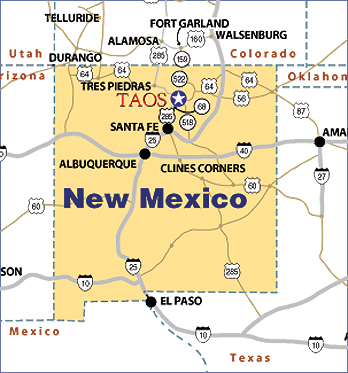 TELLURIDE
FORT GARLAND
WALSENBURG
ALAMOSA
160
Utah
285
159
Colorado
DURANGO
rizona
64
64
522
64
Oklahom
TRES PIEDRAS
64
87
TAOS
68
56
285
518
SANTA FE
25
AMA
40
ALBUQUERQUE
CLINES CORNERS
27
New Mexico
60
60
SON
25
285
10
EL PASO
Mexico
10
10
Texas